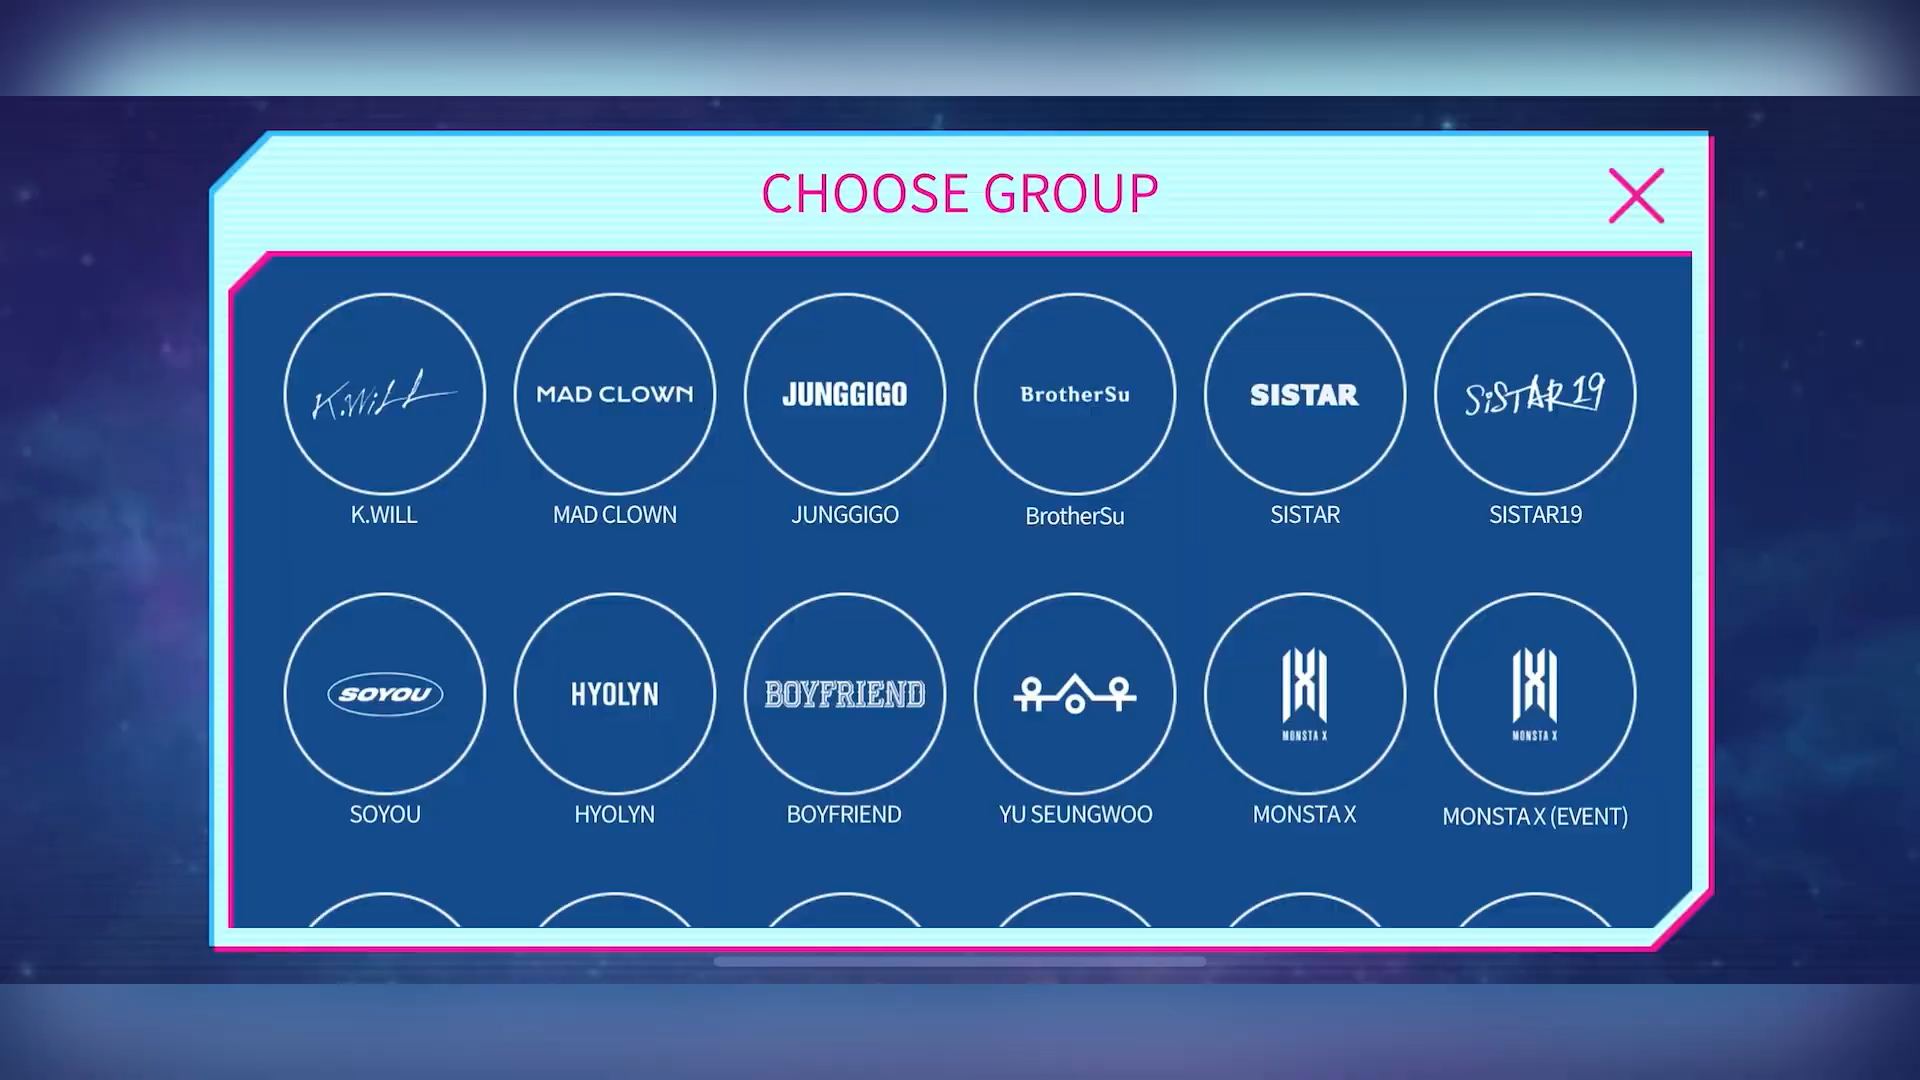 CHOOSE GROUP
K.WILL MAD CLOWN JUNGGIGO BrotherSu SISTAR SISTAR19
K.WILL MAD CLOWN JUNGGIGO BrotherSu SISTAR SISTAR19
SOYOU HYOLYN BOYFRIEND
MONSTA X MONSTA X
SOYOU HYOLYN BOYFRIEND YU SEUNGWOO MONSTA X MONSTA X (EVENT)